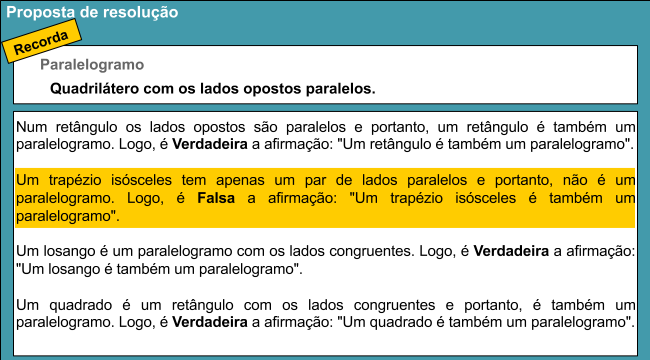 Proposta de resolução
Recorda
Paralelogramo
Quadrilátero com os lados opostos paralelos.
Num retângulo os lados opostos são paralelos e portanto, um retângulo é também um
paralelogramo. Logo, é Verdadeira a afirmação: "Um retângulo é também um paralelogramo".
Um trapézio isósceles tem apenas um par de lados paralelos e portanto, não é um
paralelogramo. Logo, é Falsa a afirmação: "Um trapézio isósceles é também um
paralelogramo".
Um losango é um paralelogramo com os lados congruentes. Logo, é Verdadeira a afirmação:
"Um losango é também um paralelogramo".
Um quadrado é um retângulo com os lados congruentes e portanto, é também um
paralelogramo. Logo, é Verdadeira a afirmação: "Um quadrado é também um paralelogramo".